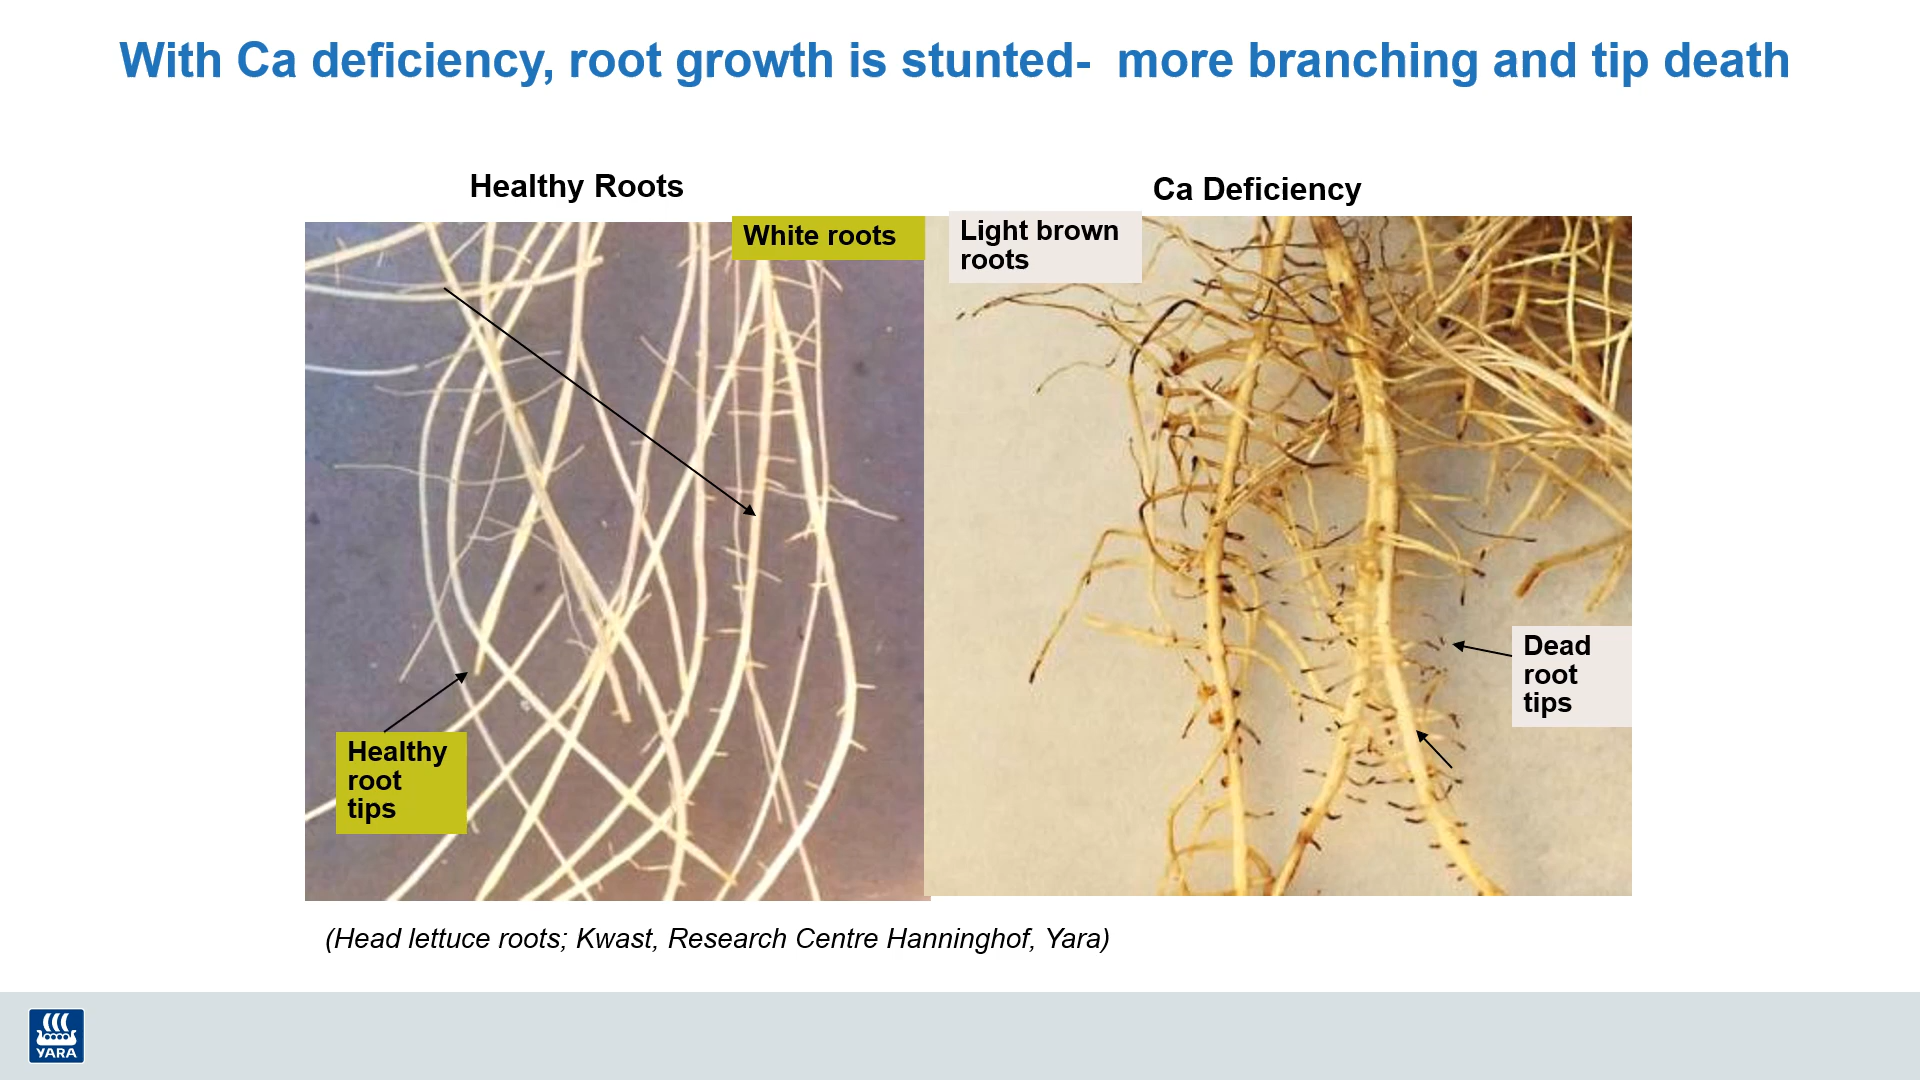 With Ca deficiency, root growth is stunted-  more branching and tip death
Healthy Roots
Ca Deficiency
White roots
Light brown
roots
Dead
root
tips
Healthy
root
tips
(Head lettuce roots; Kwast, Research Centre Hanninghof, Yara)
YARA